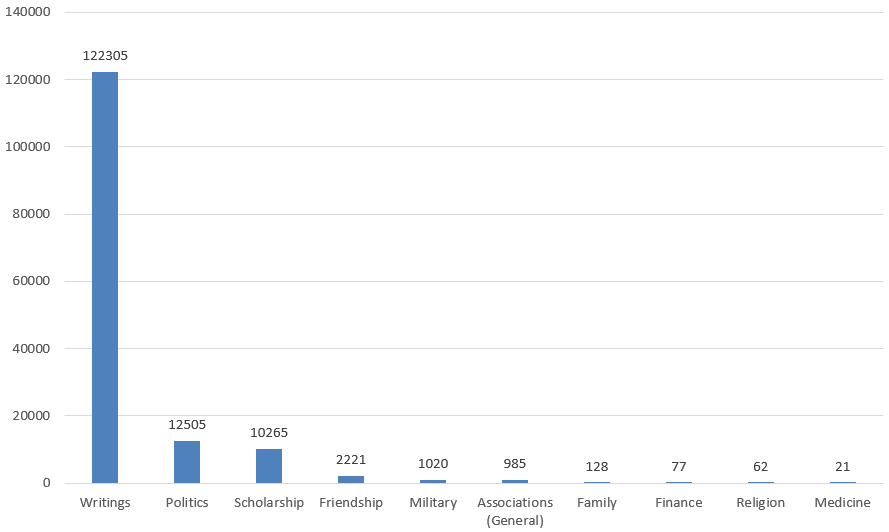 140000
120000
100000
80000
60000
40000
20000
0
122305
12505
10265
2221
1020
985
128
77
62
21
Writings
Politics
Scholarship
Friendship
Military
Associations
(General)
Family
Finance
Religion
Medicine